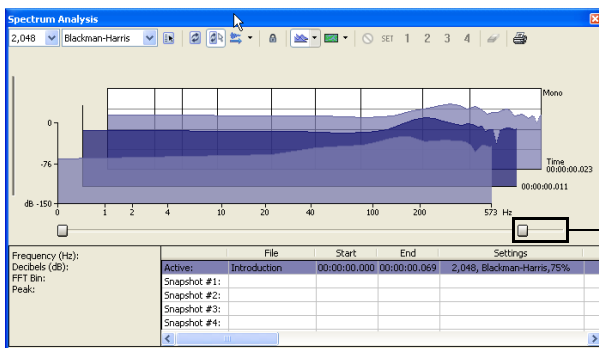 Spectrum Analysis
2,048 Blackman-Harris SET 1 2 3 4
Mono
0
-76
dB -150
Time
00:00:00.023
00:00:00.011
0 1 2 4 10 20 40 100 200 573 Hz
Frequency (Hz):
Decibels (dB):
FFT Bin:
Peak:
File Start End Settings
Active: Introduction 00:00:00.000 00:00:00.069 2,048, Blackman-Harris,75%
Snapshot #1:
Snapshot #2:
Snapshot #3:
Snapshot #4: